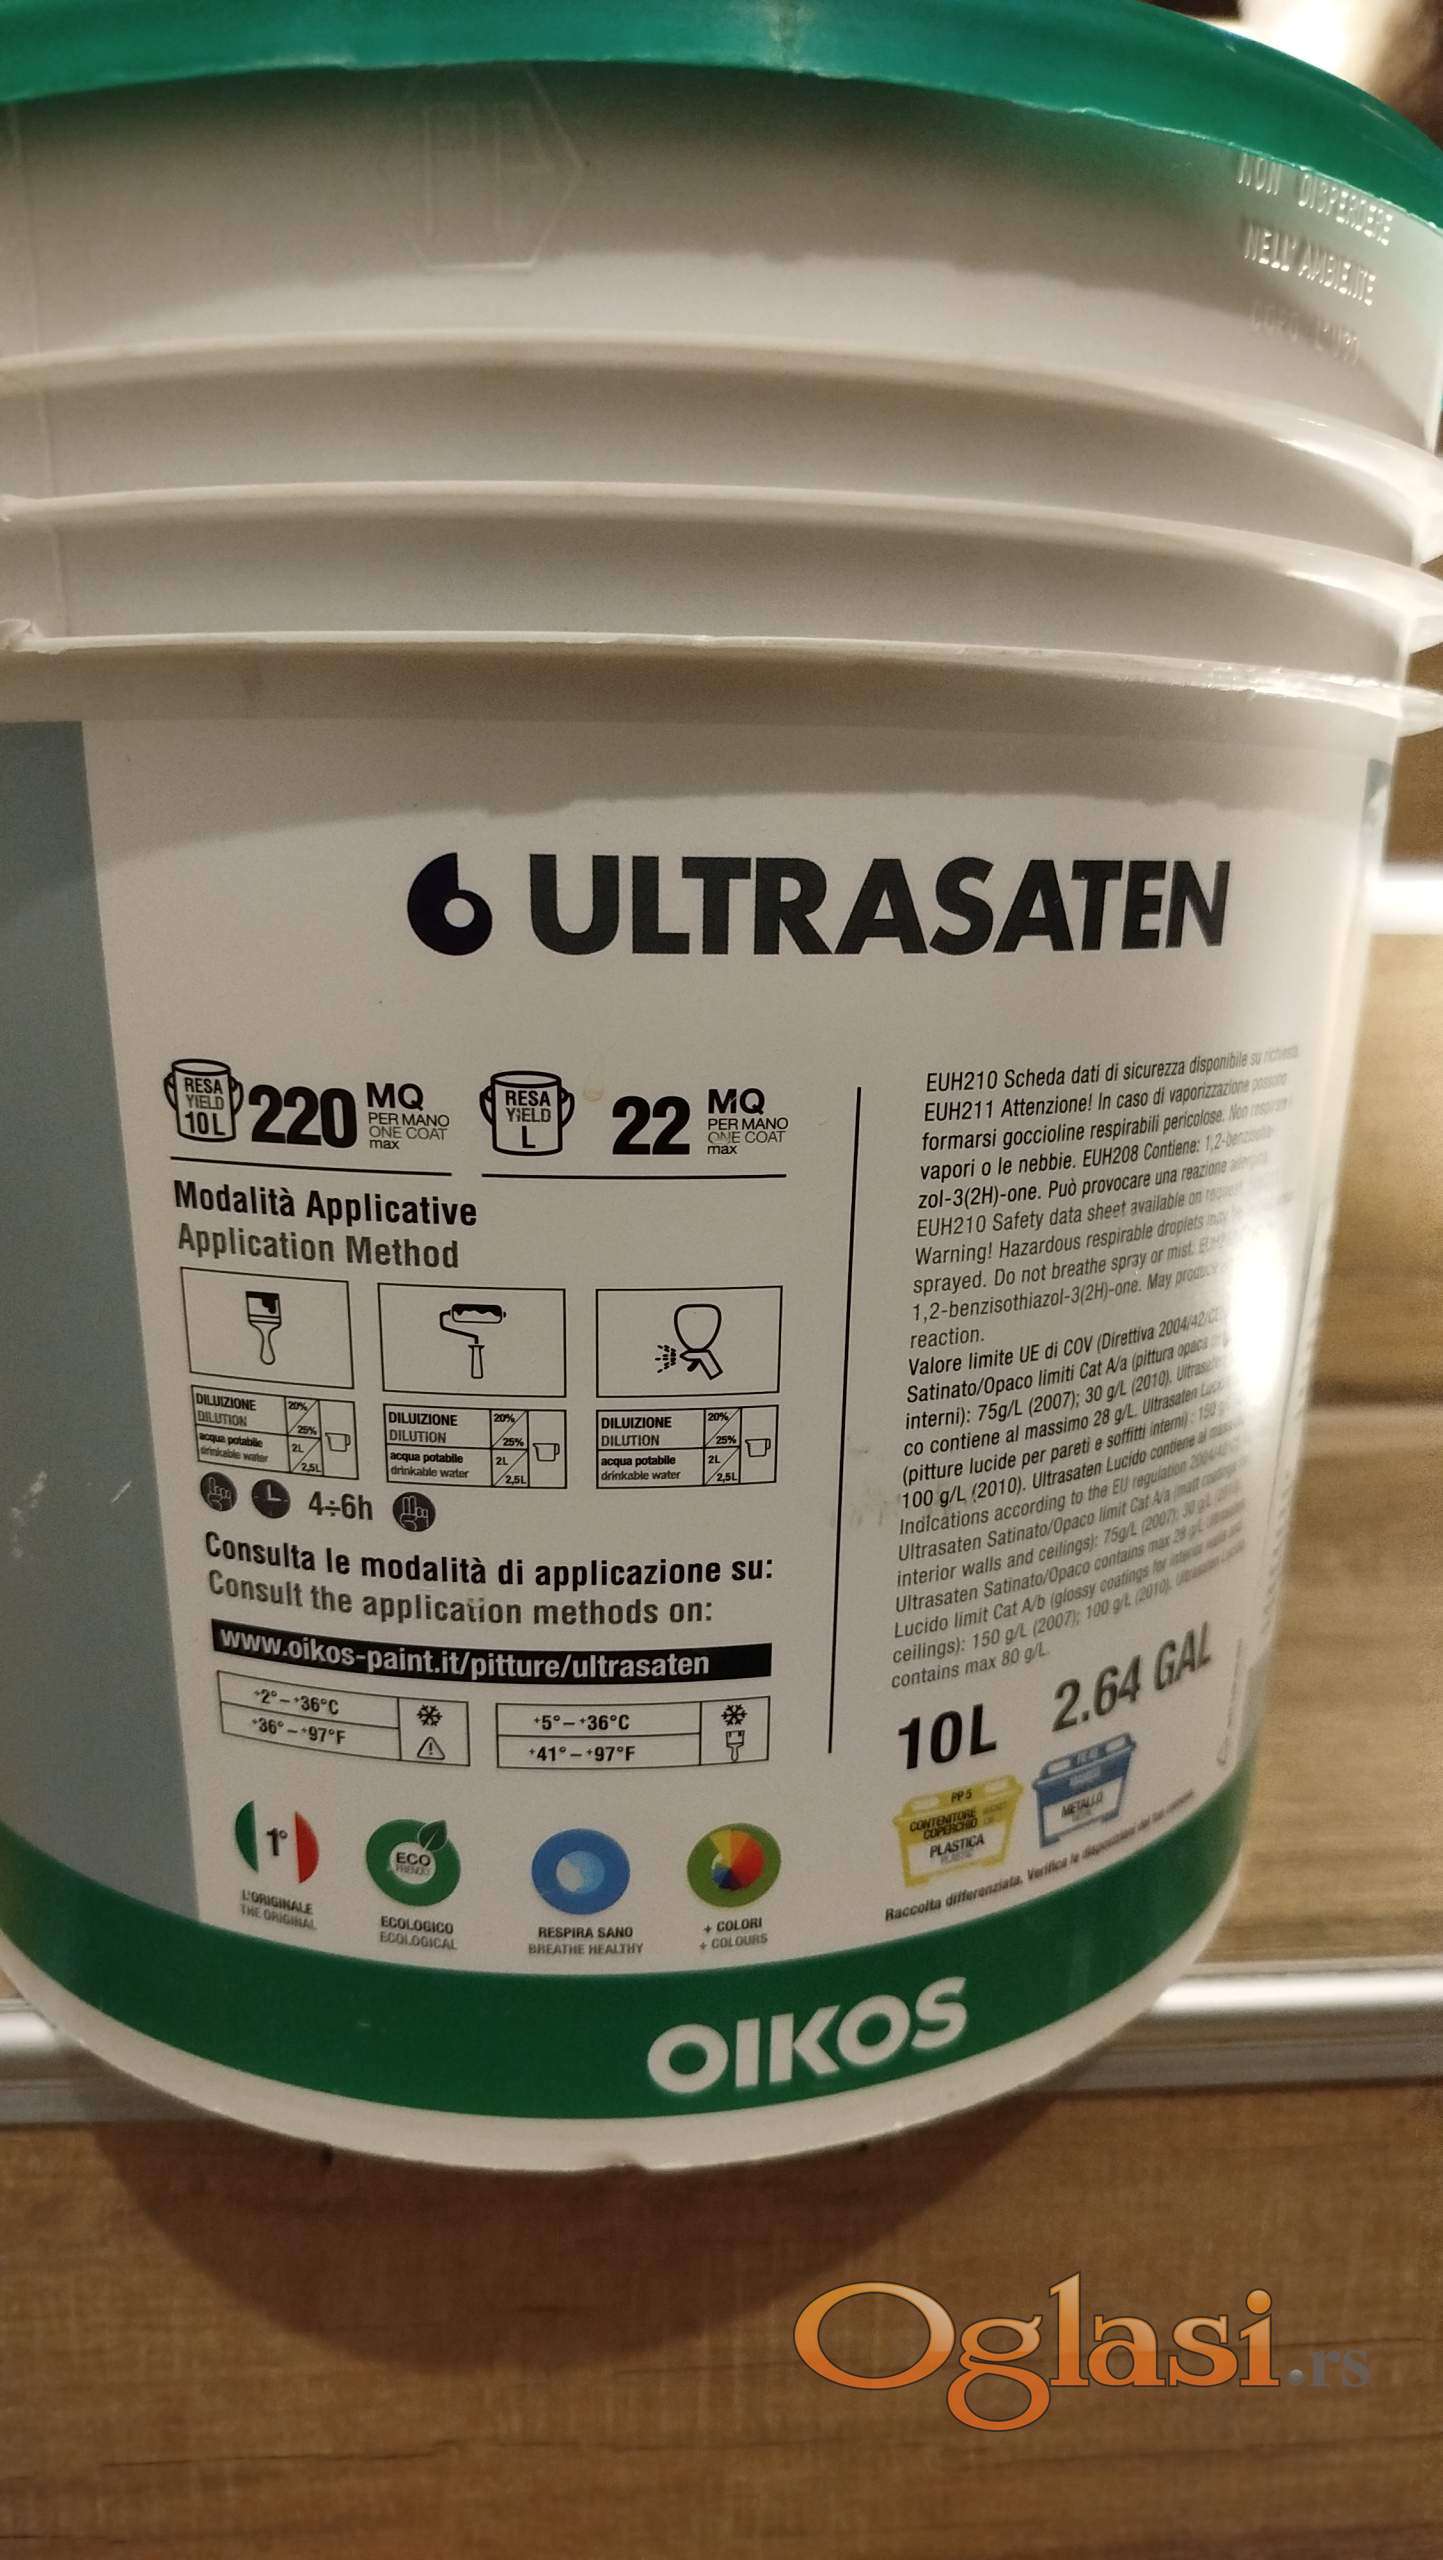 NON DISPERDERE
NELL'AMBIENTE
DOPO L'USO
6 ULTRASATEN
RESA
YIELD
10L
220
MQ
PER MANO
ONE COAT
max
RESA
YIELD
L
22
MQ
PER MANO
ONE COAT
max
Modalità Applicative
Application Method
DILUIZIONE
DILUTION
20%
25%
acqua potabile
drinkable water
2L
2,5L
DILUIZIONE
DILUTION
20%
25%
acqua potabile
drinkable water
2L
2,5L
DILUIZIONE
DILUTION
20%
25%
acqua potabile
drinkable water
2L
2,5L
4÷6h
Consulta le modalità di applicazione su:
Consult the application methods on:
www.oikos-paint.it/pitture/ultrasaten
+2°–+36°C
+36°–+97°F
+5°–+36°C
+41°–+97°F
1°
L'ORIGINALE
THE ORIGINAL
ECO
FRIENDLY
ECOLOGICO
ECOLOGICAL
RESPIRA SANO
BREATHE HEALTHY
+ COLORI
+ COLOURS
EUH210 Scheda dati di sicurezza disponibile su richiesta.
EUH211 Attenzione! In caso di vaporizzazione possono
formarsi goccioline respirabili pericolose. Non respirare i
vapori o le nebbie. EUH208 Contiene: 1,2-benzisotia-
zol-3(2H)-one. Può provocare una reazione
EUH210 Safety data sheet available on request
Warning! Hazardous respirable droplets may
sprayed. Do not breathe spray or mist.
1,2-benzisothiazol-3(2H)-one. May produce
reaction.
Valore limite UE di COV (Direttiva 2004/42/CE)
Satinato/Opaco limiti Cat A/a (pittura opaca
interni): 75g/L (2007); 30 g/L (2010).
co contiene al massimo 28 g/L. Ultrasaten
(pitture lucide per pareti e soffitti interni): 150
100 g/L (2010). Ultrasaten Lucido contiene al
Indications according to the EU regulation 2004/42
Ultrasaten Satinato/Opaco limit Cat A/a (matt coatings
interior walls and ceilings): 75g/L (2007); 30 g/L
Ultrasaten Satinato/Opaco contains max 28 g/L. Ultrasaten
Lucido limit Cat A/b (glossy coatings for interior walls and
ceilings): 150 g/L (2007); 100 g/L (2010). Ultrasaten Lucido
contains max 80 g/L.
10L 2.64 GAL
PP 5
CONTENITORE
COPERCHIO
PLASTICA
METALLO
Raccolta differenziata. Verifica le disposizioni del tuo comune.
OIKOS
Oglasi.rs